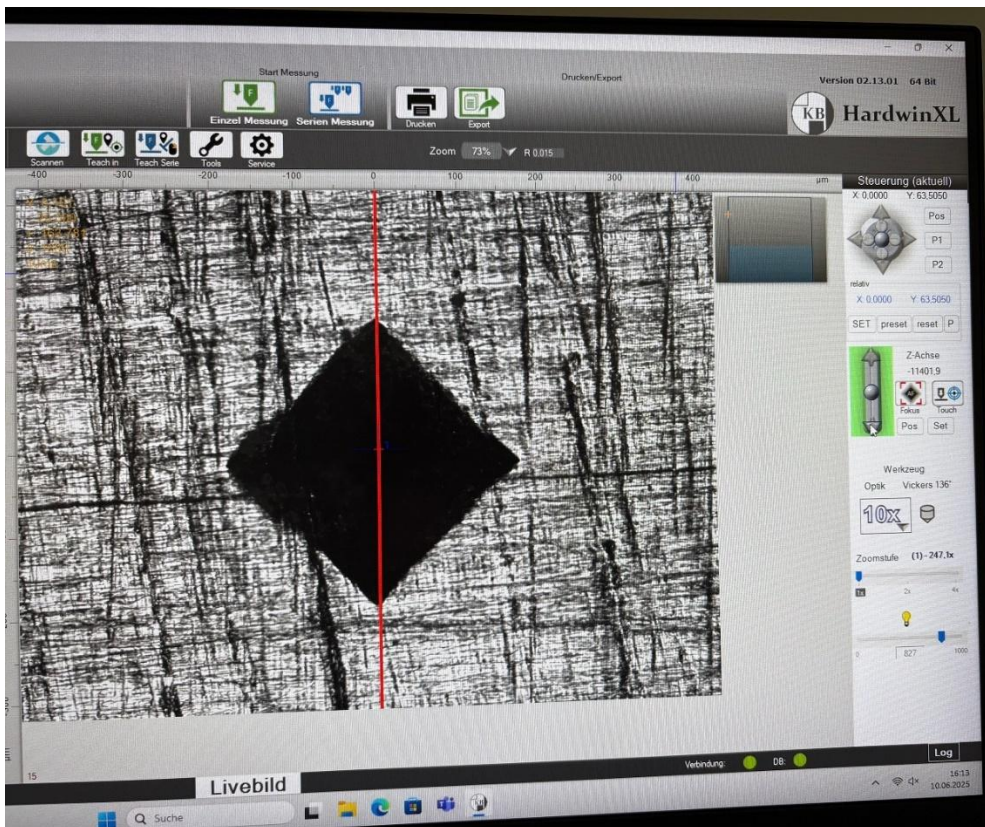 Start Messung
Drucken/Export
Version 02.13.01 64 Bit
Einzel Messung
Serien Messung
Drucken
Export
KB
HardwinXL
Scannen
Teach in
Teach Serie
Tools
Service
Zoom 73% R 0.015
-400 -300 -200 -100 0 100 200 300 400 µm
Steuerung (aktuell)
X: 0,0000 Y: 63,5050
Pos
P1
P2
relativ
X: 0.0000 Y: 63.5050
SET preset reset P
Z-Achse
-11401,9
Fokus
Touch
Pos Set
Werkzeug
Optik Vickers 136°
10x
Zoomstufe (1) - 247,1x
1x 2x 4x
0 827 1000
Log
Verbindung: DB:
15
Livebild
Suche
16:13
10.06.2025